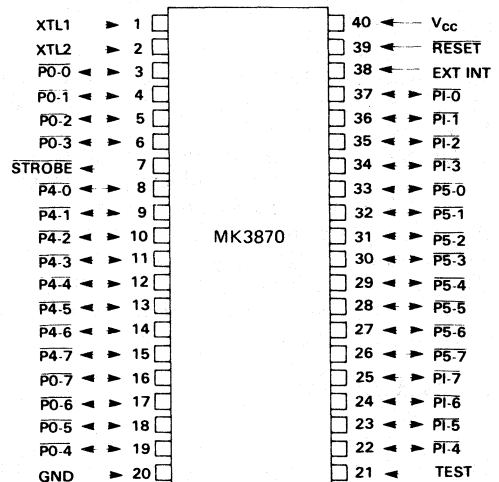 XTL1 1 40 VCC
XTL2 2 39 RESET
P0-0 3 38 EXT INT
P0-1 4 37 PI-0
P0-2 5 36 PI-1
P0-3 6 35 PI-2
STROBE 7 34 PI-3
P4-0 8 33 P5-0
P4-1 9 32 P5-1
P4-2 10 MK3870 31 P5-2
P4-3 11 30 P5-3
P4-4 12 29 P5-4
P4-5 13 28 P5-5
P4-6 14 27 P5-6
P4-7 15 26 P5-7
P0-7 16 25 PI-7
P0-6 17 24 PI-6
P0-5 18 23 PI-5
P0-4 19 22 PI-4
GND 20 21 TEST